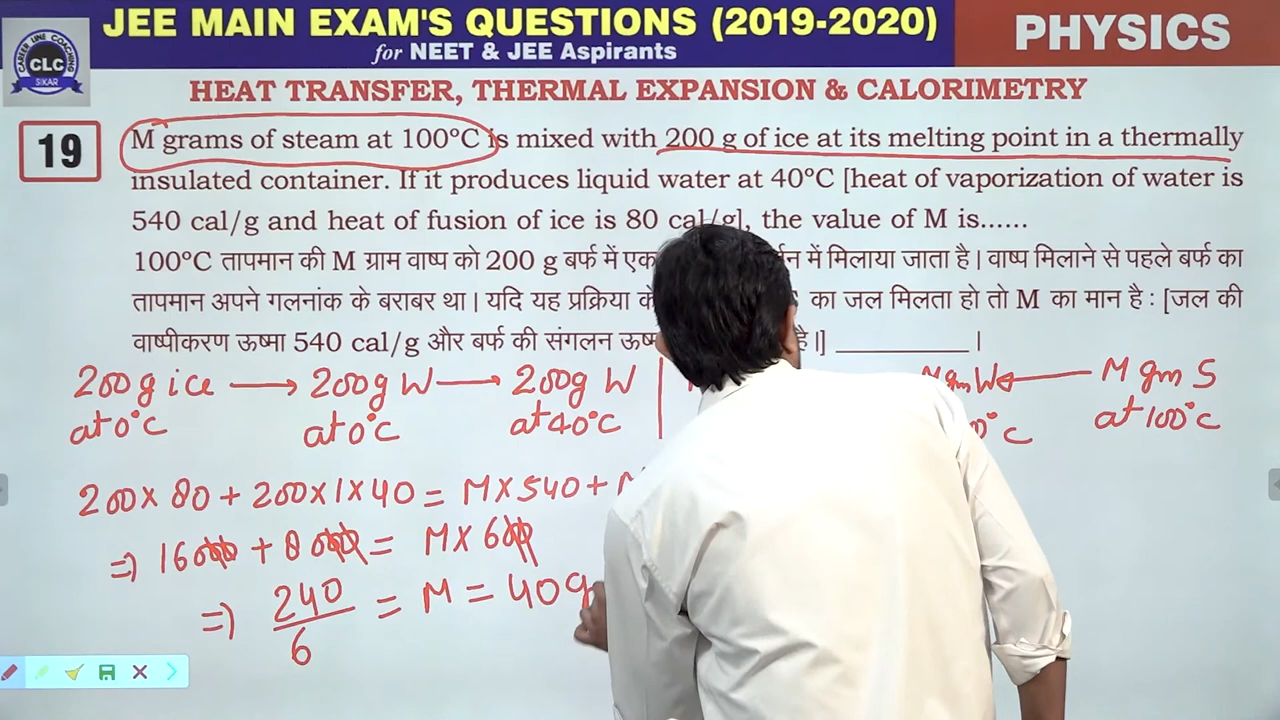 JEE MAIN EXAM'S QUESTIONS (2019-2020)
for NEET & JEE Aspirants
PHYSICS
CAREER LINE COACHING
CLC
SIKAR
HEAT TRANSFER, THERMAL EXPANSION & CALORIMETRY
19
M grams of steam at 100°C is mixed with 200 g of ice at its melting point in a thermally
insulated container. If it produces liquid water at 40°C [heat of vaporization of water is
540 cal/g and heat of fusion of ice is 80 cal/g], the value of M is......
100°C तापमान की M ग्राम वाष्प को 200 g बर्फ में एक में मिलाया जाता है। वाष्प मिलाने से पहले बर्फ का
तापमान अपने गलनांक के बराबर था। यदि यह प्रक्रिया का जल मिलता हो तो M का मान है : [जल की
वाष्पीकरण ऊष्मा 540 cal/g और बर्फ की संगलन है।] __________ |
200g ice → 200g W → 200g W | gm W ← M gm S
at 0°C at 0°C at 40°C °C at 100°C
200×80 + 200×1×40 = M×540 +
⇒ 16000 + 8000 = M×600
⇒ 240/6 = M = 40g